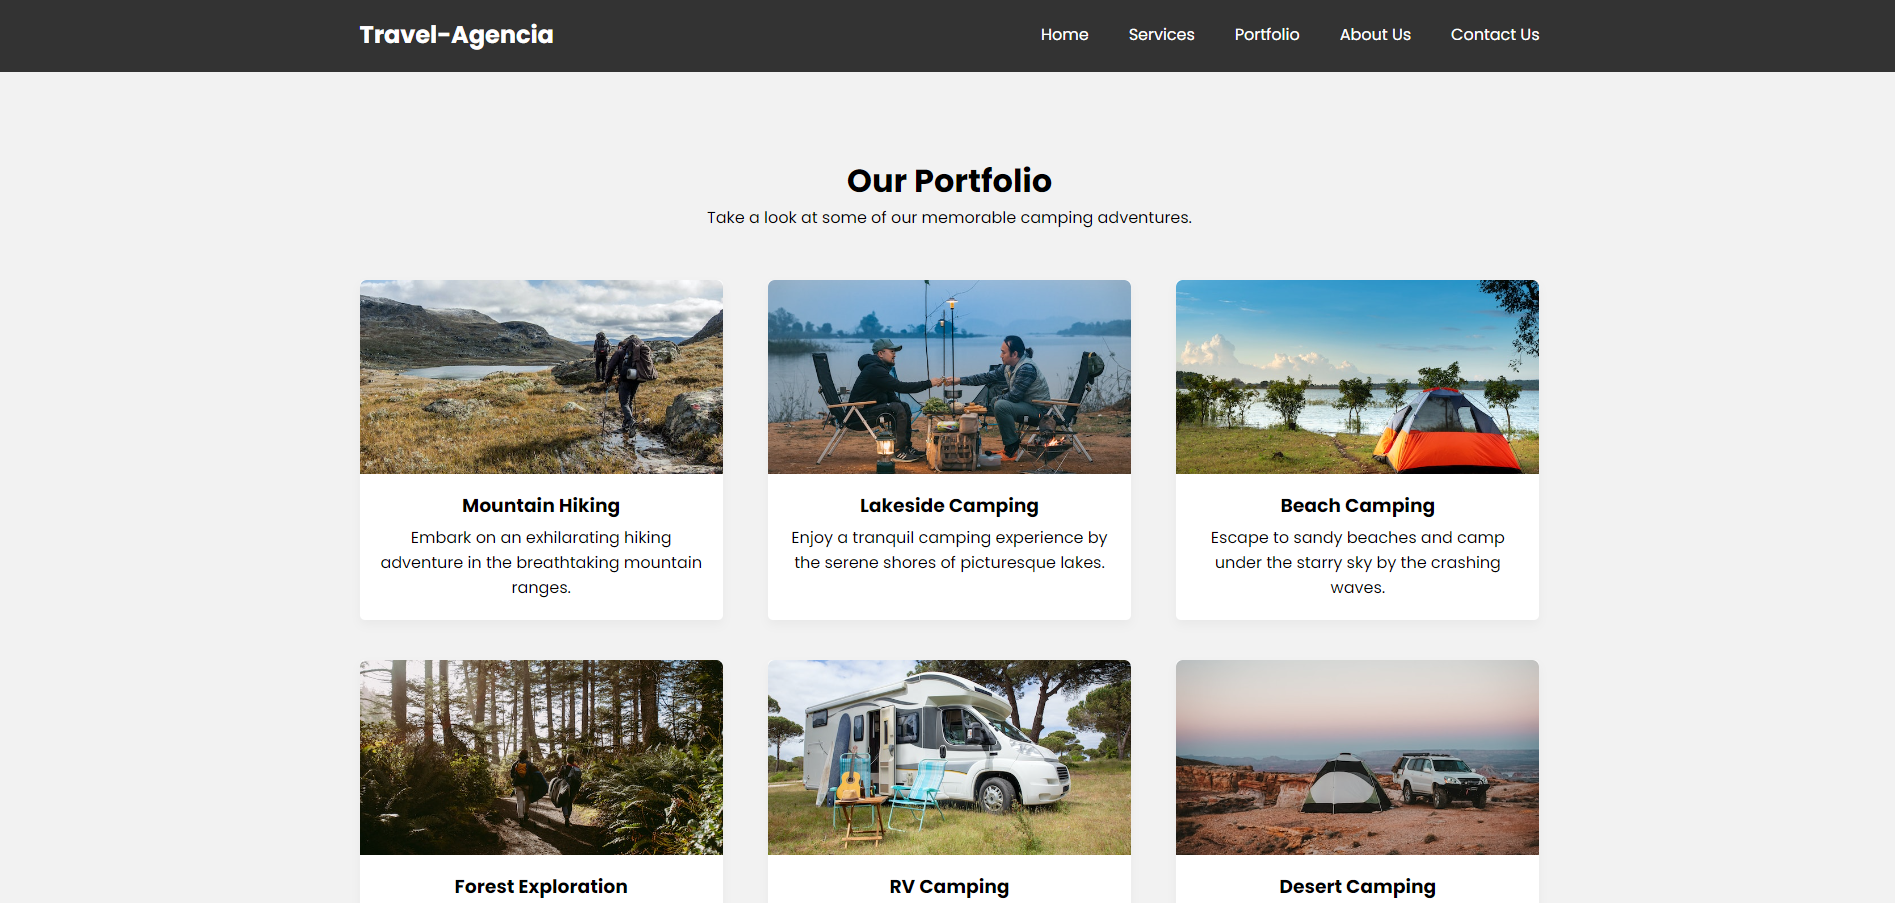 Travel-Agencia
Home Services Portfolio About Us Contact Us
Our Portfolio
Take a look at some of our memorable camping adventures.
Mountain Hiking
Embark on an exhilarating hiking
adventure in the breathtaking mountain
ranges.
Lakeside Camping
Enjoy a tranquil camping experience by
the serene shores of picturesque lakes.
Beach Camping
Escape to sandy beaches and camp
under the starry sky by the crashing
waves.
Forest Exploration
RV Camping
Desert Camping